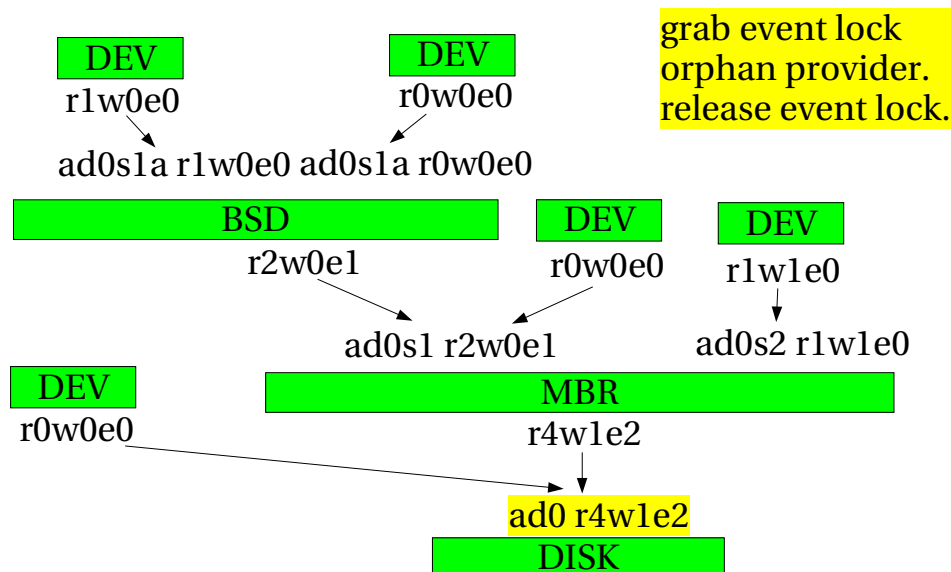 grab event lock
orphan provider.
release event lock.
DEV
DEV
r1w0e0
r0w0e0
ad0s1a r1w0e0 ad0s1a r0w0e0
BSD
DEV
DEV
r2w0e1
r0w0e0
r1w1e0
ad0s1 r2w0e1
ad0s2 r1w1e0
DEV
MBR
r0w0e0
r4w1e2
ad0 r4w1e2
DISK